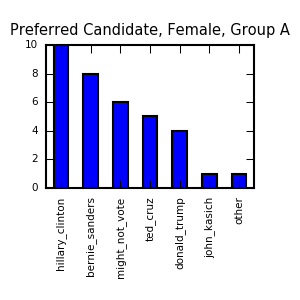 Preferred Candidate, Female, Group A
10
8
6
4
2
0
hillary_clinton
bernie_sanders
might_not_vote
ted_cruz
donald_trump
john_kasich
other